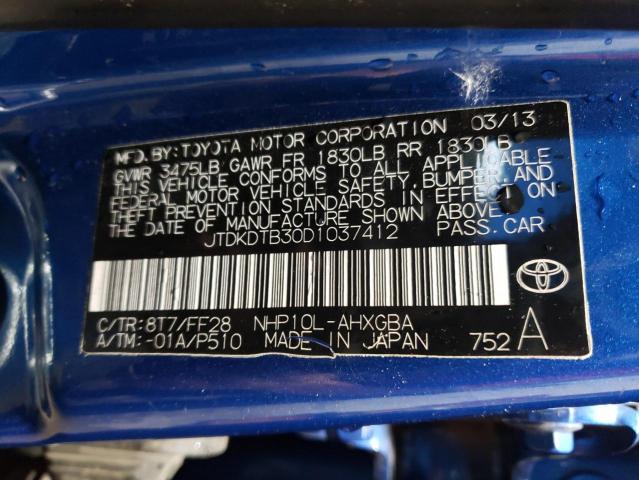 MFD. BY: TOYOTA MOTOR CORPORATION 03/13
GVWR 3475LB GAWR FR 1830LB RR 1830LB
THIS VEHICLE CONFORMS TO ALL APPLICABLE
FEDERAL MOTOR VEHICLE SAFETY, BUMPER, AND
THEFT PREVENTION STANDARDS IN EFFECT ON
THE DATE OF MANUFACTURE SHOWN ABOVE.
JTDKDTB30D1037412 PASS. CAR
C/TR: 8T7/FF28 NHP10L-AHXGBA
A/TM: -01A/P510 MADE IN JAPAN 752 A